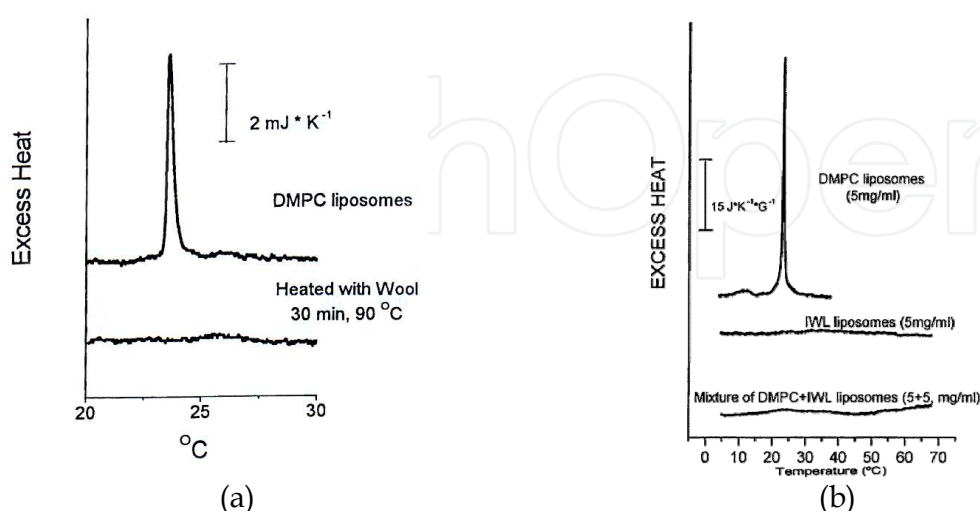 Excess Heat
2 mJ * K⁻¹
DMPC liposomes
Heated with Wool
30 min, 90 °C
20 25 30
°C
(a)
hOper
EXCESS HEAT
15 J*K⁻¹*G⁻¹
DMPC liposomes
(5mg/ml)
IWL liposomes (5mg/ml)
Mixture of DMPC+IWL liposomes (5+5, mg/ml)
0 10 20 30 40 50 60 70
Temperature (°C)
(b)